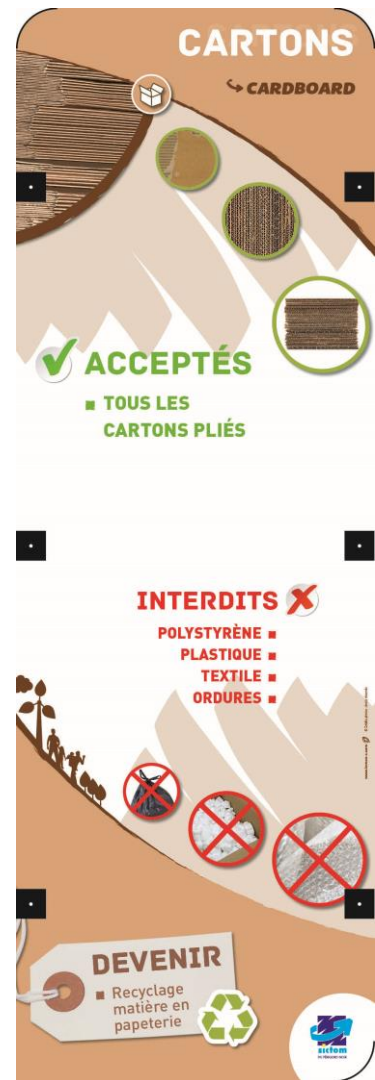 CARTONS
CARDBOARD
ACCEPTÉS
TOUS LES
CARTONS PLIÉS
INTERDITS
POLYSTYRÈNE
PLASTIQUE
TEXTILE
ORDURES
DEVENIR
Recyclage
matière en
papeterie
sictom